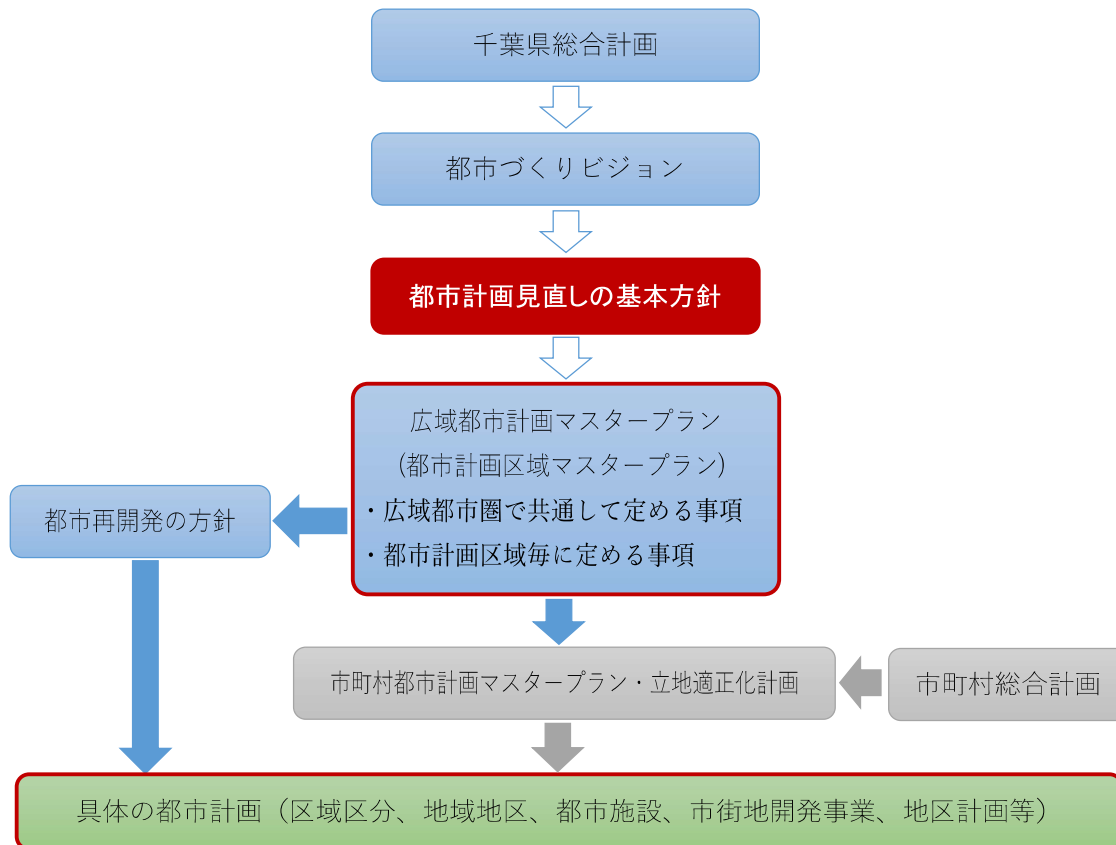 千葉県総合計画
都市づくりビジョン
都市計画見直しの基本方針
広域都市計画マスタープラン
(都市計画区域マスタープラン)
・広域都市圏で共通して定める事項
・都市計画区域毎に定める事項
都市再開発の方針
市町村都市計画マスタープラン・立地適正化計画
市町村総合計画
具体の都市計画（区域区分、地域地区、都市施設、市街地開発事業、地区計画等）